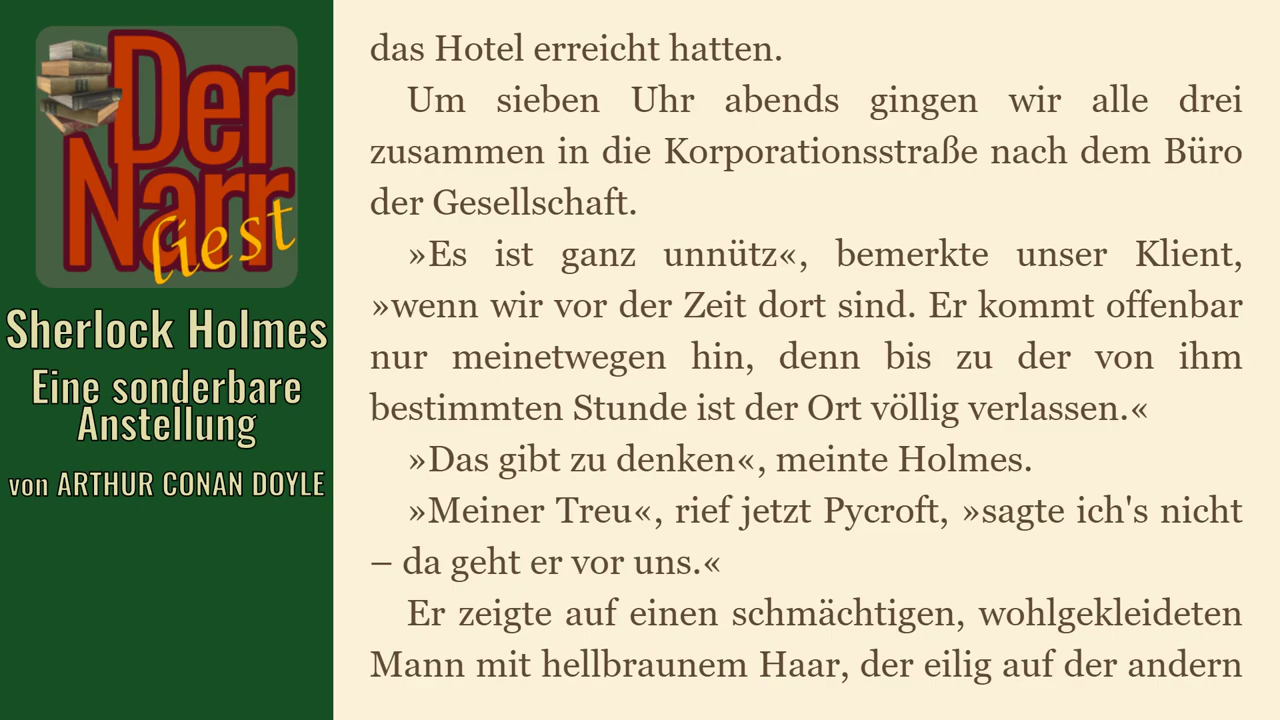 Der
Narr
liest
Sherlock Holmes
Eine sonderbare
Anstellung
von ARTHUR CONAN DOYLE
das Hotel erreicht hatten.
Um sieben Uhr abends gingen wir alle drei
zusammen in die Korporationsstraße nach dem Büro
der Gesellschaft.
»Es ist ganz unnütz«, bemerkte unser Klient,
»wenn wir vor der Zeit dort sind. Er kommt offenbar
nur meinetwegen hin, denn bis zu der von ihm
bestimmten Stunde ist der Ort völlig verlassen.«
»Das gibt zu denken«, meinte Holmes.
»Meiner Treu«, rief jetzt Pycroft, »sagte ich's nicht
– da geht er vor uns.«
Er zeigte auf einen schmächtigen, wohlgekleideten
Mann mit hellbraunem Haar, der eilig auf der andern